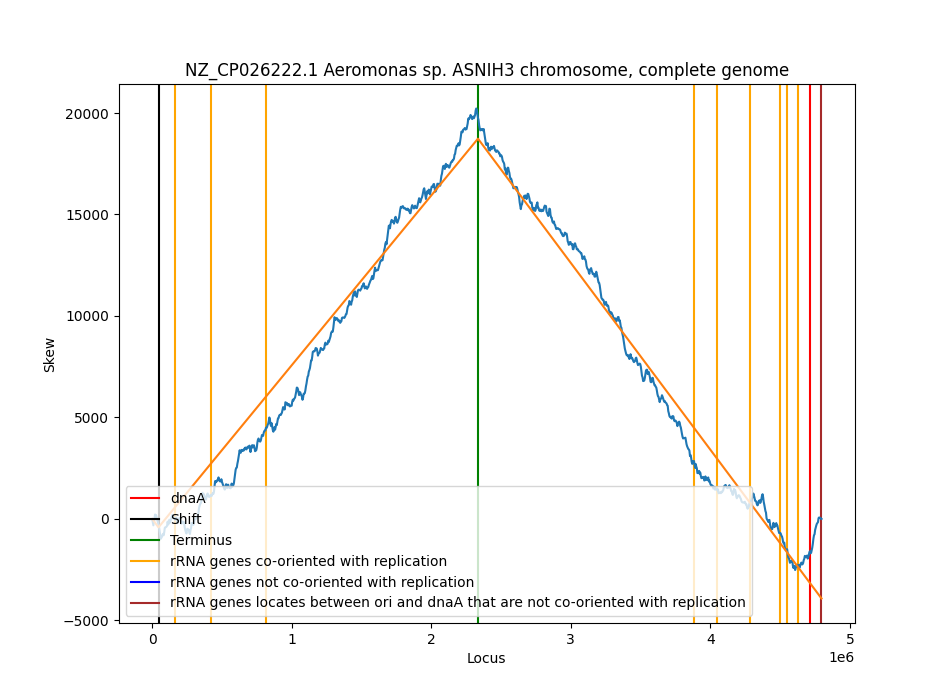 NZ_CP026222.1 Aeromonas sp. ASNIH3 chromosome, complete genome
20000
15000
10000
5000
0
−5000
Skew
dnaA
Shift
Terminus
rRNA genes co-oriented with replication
rRNA genes not co-oriented with replication
rRNA genes locates between ori and dnaA that are not co-oriented with replication
0 1 2 3 4 5
1e6
Locus